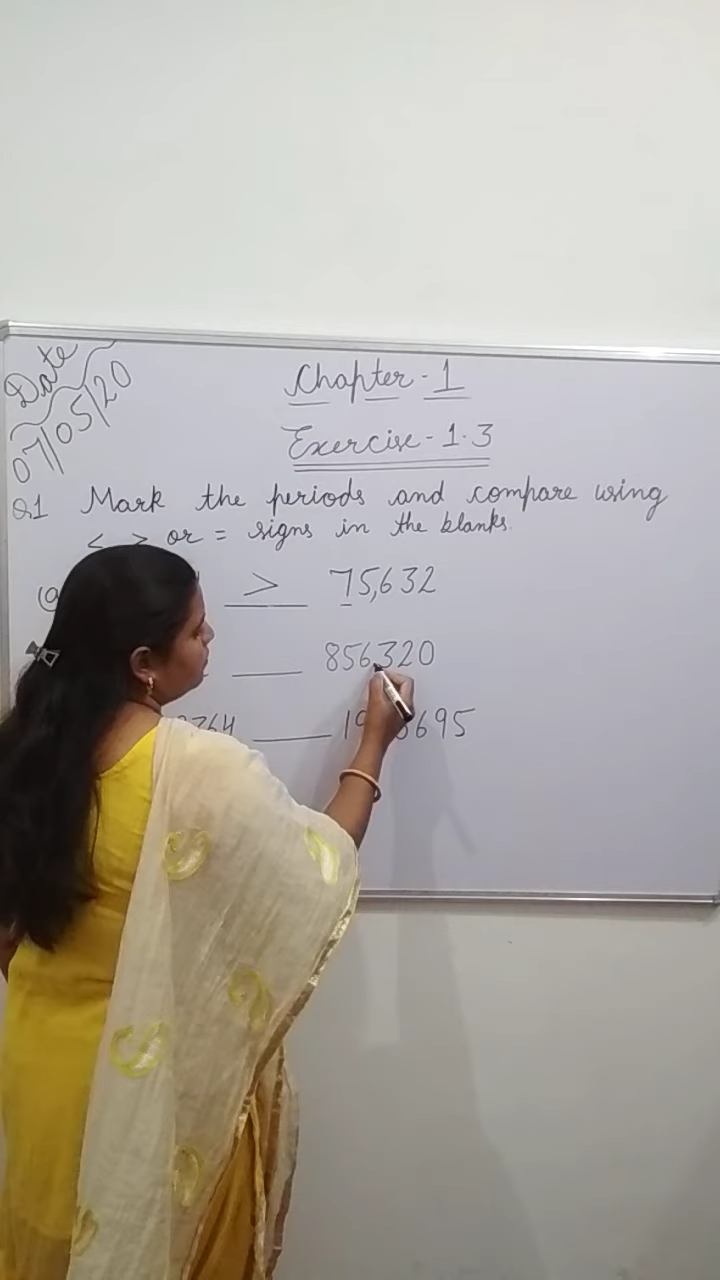 Date
07/05/20
Chapter - 1
Exercise - 1.3
Q1 Mark the periods and compare using
< > or = signs in the blanks.
(a > 75,632
___ 856320
764 ___ 19 695